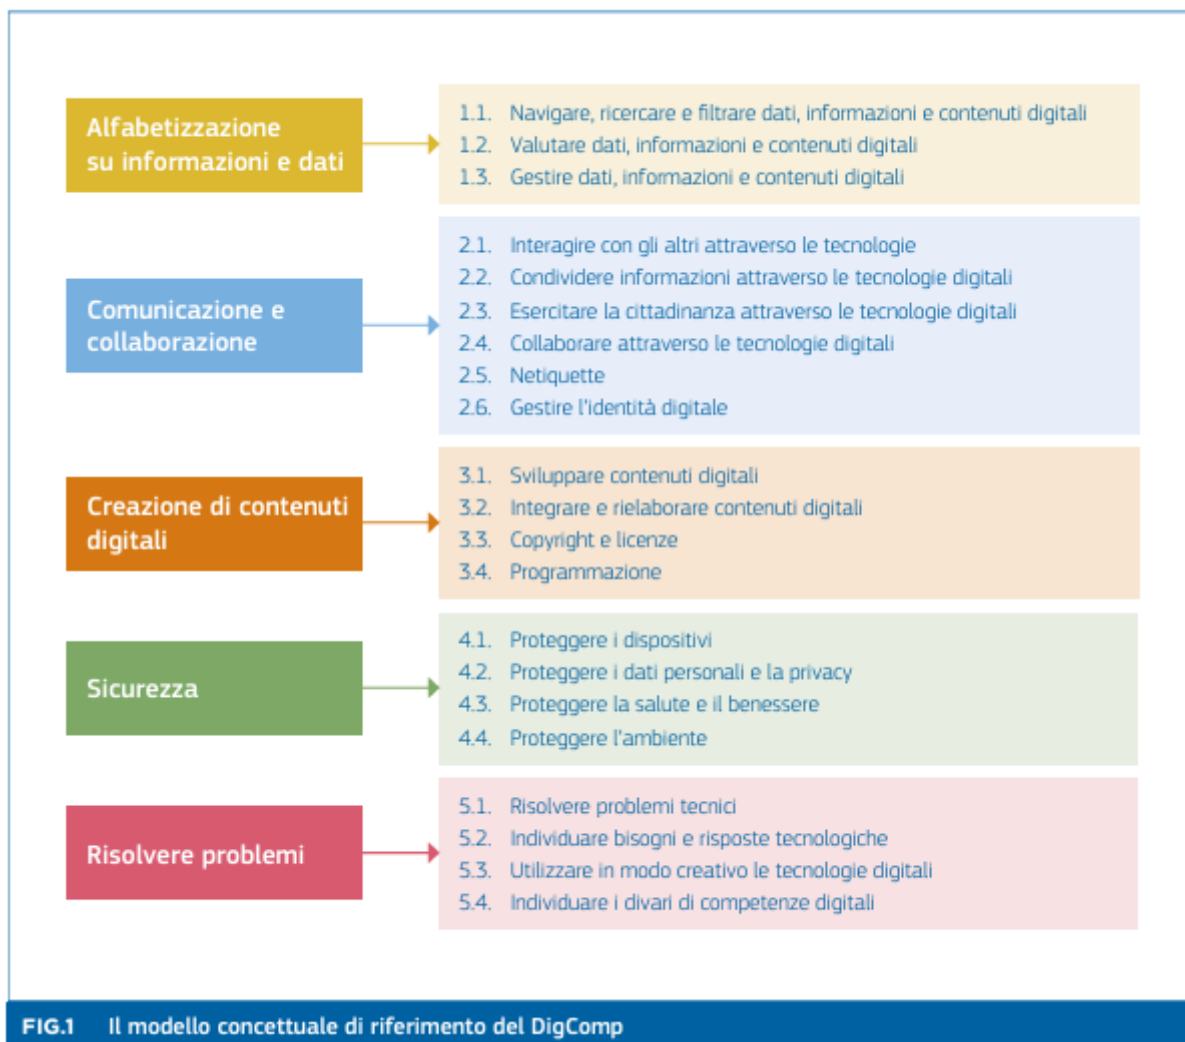 Alfabetizzazione
su informazioni e dati
1.1. Navigare, ricercare e filtrare dati, informazioni e contenuti digitali
1.2. Valutare dati, informazioni e contenuti digitali
1.3. Gestire dati, informazioni e contenuti digitali
Comunicazione e
collaborazione
2.1. Interagire con gli altri attraverso le tecnologie
2.2. Condividere informazioni attraverso le tecnologie digitali
2.3. Esercitare la cittadinanza attraverso le tecnologie digitali
2.4. Collaborare attraverso le tecnologie digitali
2.5. Netiquette
2.6. Gestire l'identità digitale
Creazione di contenuti
digitali
3.1. Sviluppare contenuti digitali
3.2. Integrare e rielaborare contenuti digitali
3.3. Copyright e licenze
3.4. Programmazione
Sicurezza
4.1. Proteggere i dispositivi
4.2. Proteggere i dati personali e la privacy
4.3. Proteggere la salute e il benessere
4.4. Proteggere l'ambiente
Risolvere problemi
5.1. Risolvere problemi tecnici
5.2. Individuare bisogni e risposte tecnologiche
5.3. Utilizzare in modo creativo le tecnologie digitali
5.4. Individuare i divari di competenze digitali
FIG.1 Il modello concettuale di riferimento del DigComp